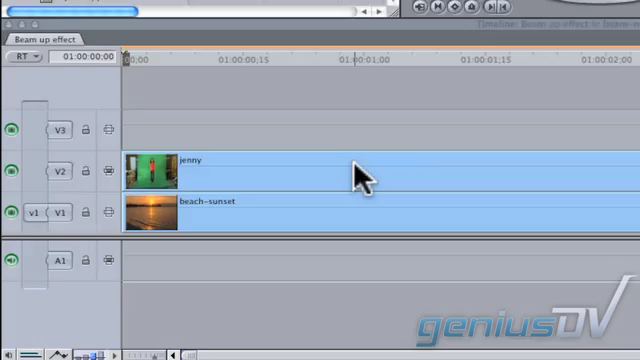 Timeline: Beam up effect in beam-
Beam up effect
RT
01:00:00:00
00;00
01:00:00;15
01:00:01;00
01:00:01;15
01:00:02;00
V3
V2
jenny
v1
V1
beach-sunset
A1
geniusDV